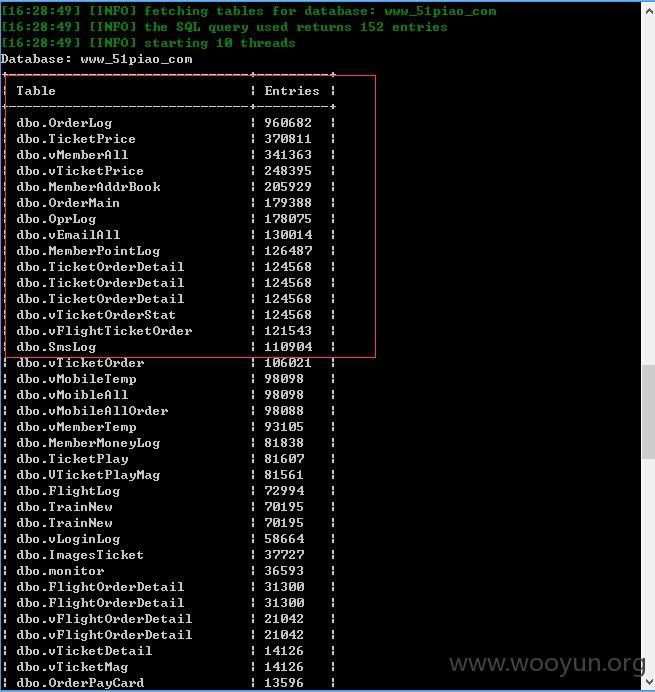 [16:28:49] [INFO] fetching tables for database: www_51piao_com
[16:28:49] [INFO] the SQL query used returns 152 entries
[16:28:49] [INFO] starting 10 threads
Database: www_51piao_com
+------------------------------+---------+
¦ Table ¦ Entries ¦
+------------------------------+---------+
¦ dbo.OrderLog ¦ 960682 ¦
¦ dbo.TicketPrice ¦ 370811 ¦
¦ dbo.vMemberAll ¦ 341363 ¦
¦ dbo.vTicketPrice ¦ 248395 ¦
¦ dbo.MemberAddrBook ¦ 205929 ¦
¦ dbo.OrderMain ¦ 179388 ¦
¦ dbo.OprLog ¦ 178075 ¦
¦ dbo.vEmailAll ¦ 130014 ¦
¦ dbo.MemberPointLog ¦ 126487 ¦
¦ dbo.TicketOrderDetail ¦ 124568 ¦
¦ dbo.TicketOrderDetail ¦ 124568 ¦
¦ dbo.TicketOrderDetail ¦ 124568 ¦
¦ dbo.vTicketOrderStat ¦ 124568 ¦
¦ dbo.vFlightTicketOrder ¦ 121543 ¦
¦ dbo.SmsLog ¦ 110904 ¦
¦ dbo.vTicketOrder ¦ 106021 ¦
¦ dbo.vMobileTemp ¦ 98098 ¦
¦ dbo.vMoibleAll ¦ 98098 ¦
¦ dbo.vMobileAllOrder ¦ 98088 ¦
¦ dbo.vMemberTemp ¦ 93105 ¦
¦ dbo.MemberMoneyLog ¦ 81838 ¦
¦ dbo.TicketPlay ¦ 81607 ¦
¦ dbo.VTicketPlayMag ¦ 81561 ¦
¦ dbo.FlightLog ¦ 72994 ¦
¦ dbo.TrainNew ¦ 70195 ¦
¦ dbo.TrainNew ¦ 70195 ¦
¦ dbo.vLoginLog ¦ 58664 ¦
¦ dbo.ImagesTicket ¦ 37727 ¦
¦ dbo.monitor ¦ 36593 ¦
¦ dbo.FlightOrderDetail ¦ 31300 ¦
¦ dbo.FlightOrderDetail ¦ 31300 ¦
¦ dbo.vFlightOrderDetail ¦ 21042 ¦
¦ dbo.vFlightOrderDetail ¦ 21042 ¦
¦ dbo.vTicketDetail ¦ 14126 ¦
¦ dbo.vTicketMag ¦ 14126 ¦
¦ dbo.OrderPayCard ¦ 13596 ¦
www.wooyun.org